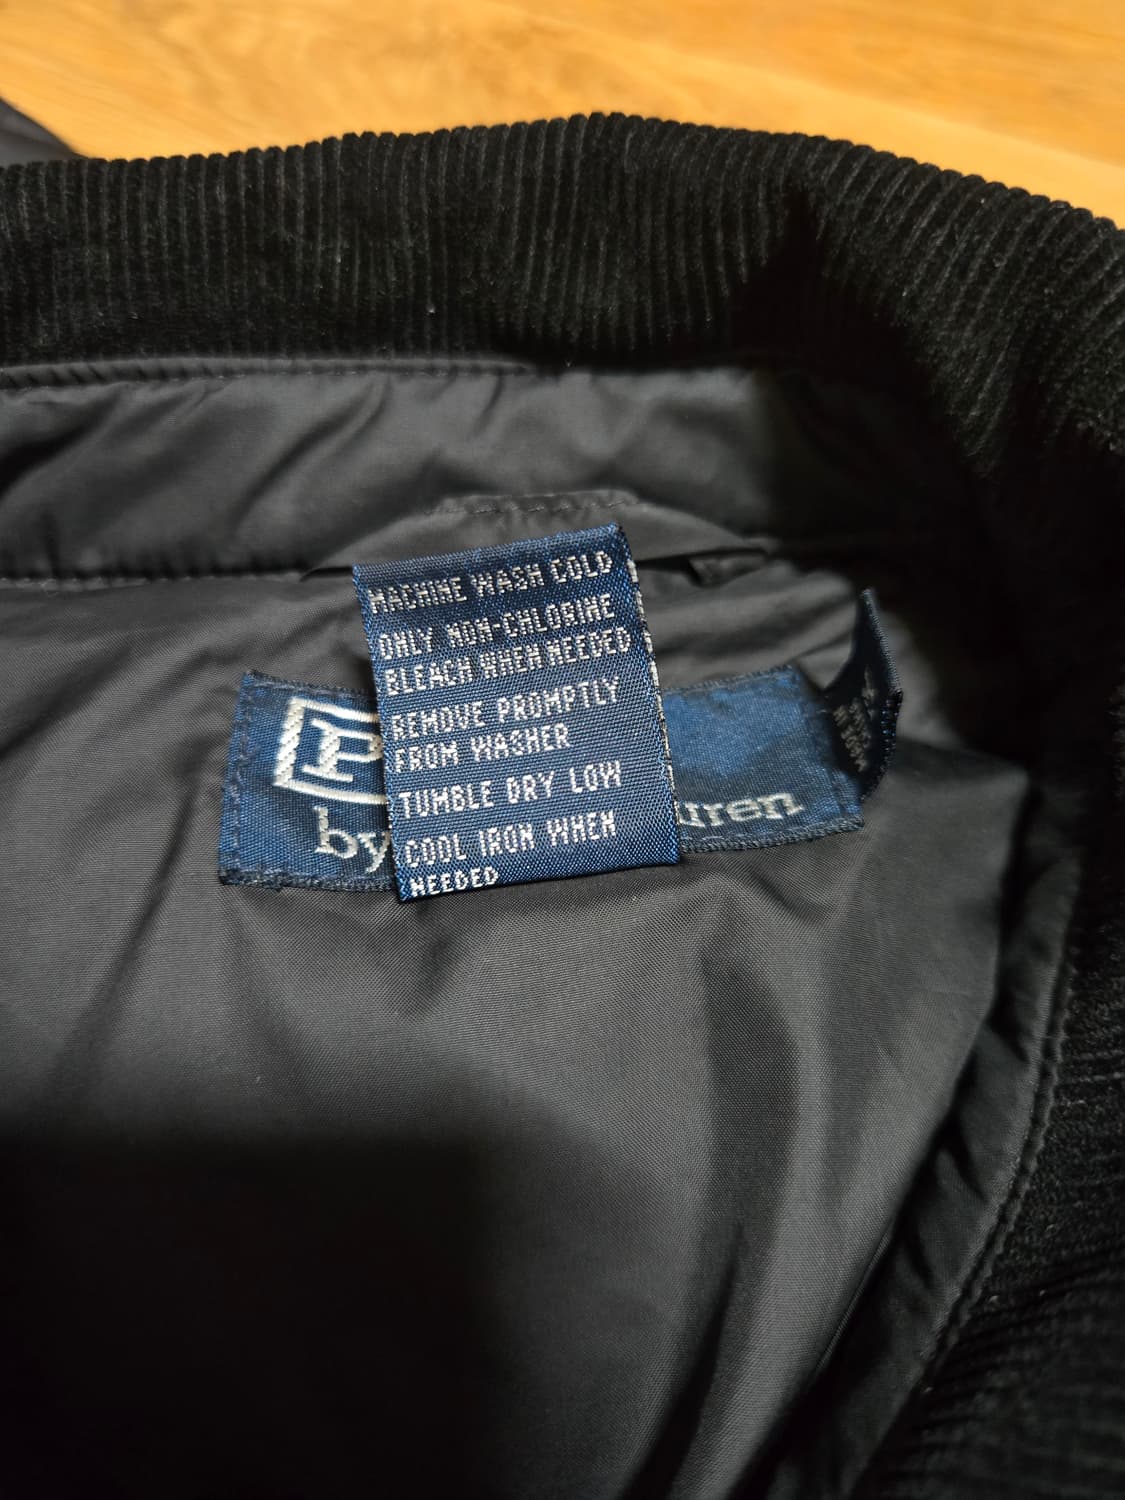 MACHINE WASH COLD
ONLY NON-CHLORINE
BLEACH WHEN NEEDED
REMOVE PROMPTLY
FROM WASHER
TUMBLE DRY LOW
COOL IRON WHEN
NEEDED
P
by uren